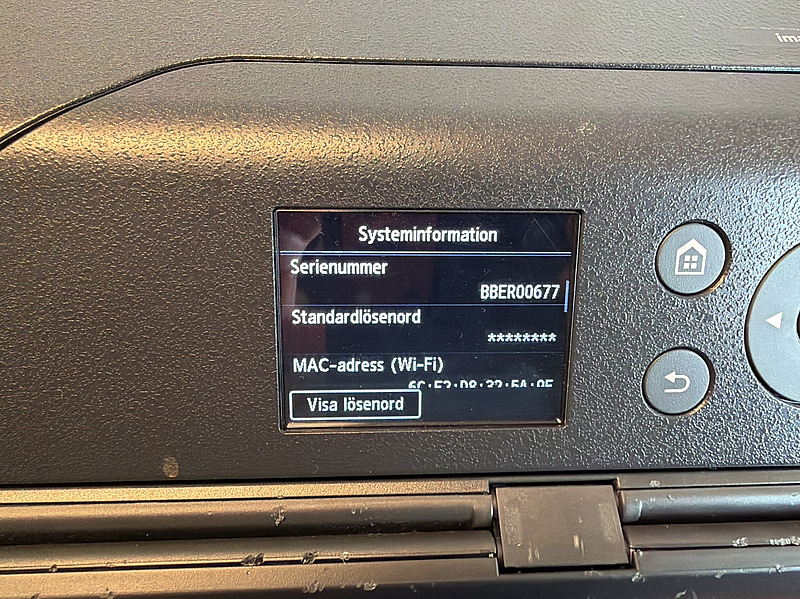 Systeminformation
Serienummer
BBER00677
Standardlösenord
********
MAC-adress (Wi-Fi)
Visa lösenord